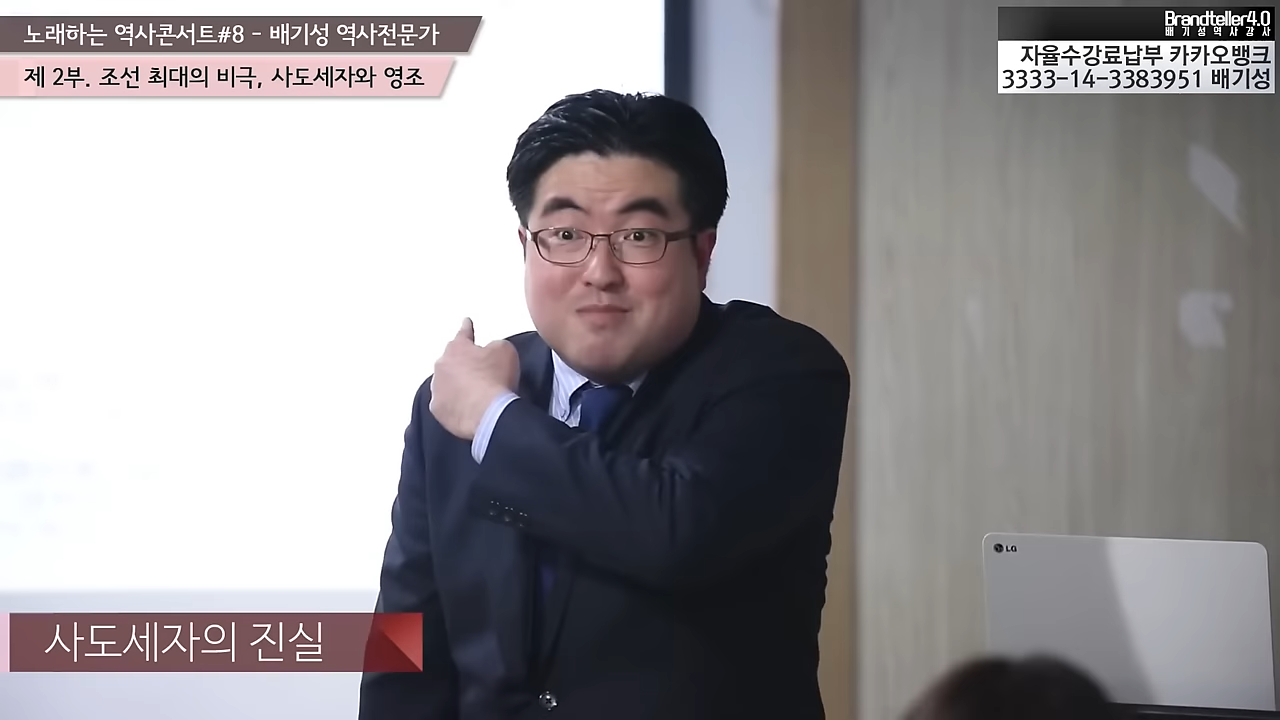 노래하는 역사콘서트#8 - 배기성 역사전문가
제 2부. 조선 최대의 비극, 사도세자와 영조
Brandteller4.0
배기성역사강사
자율수강료납부 카카오뱅크
3333-14-3383951 배기성
LG
사도세자의 진실